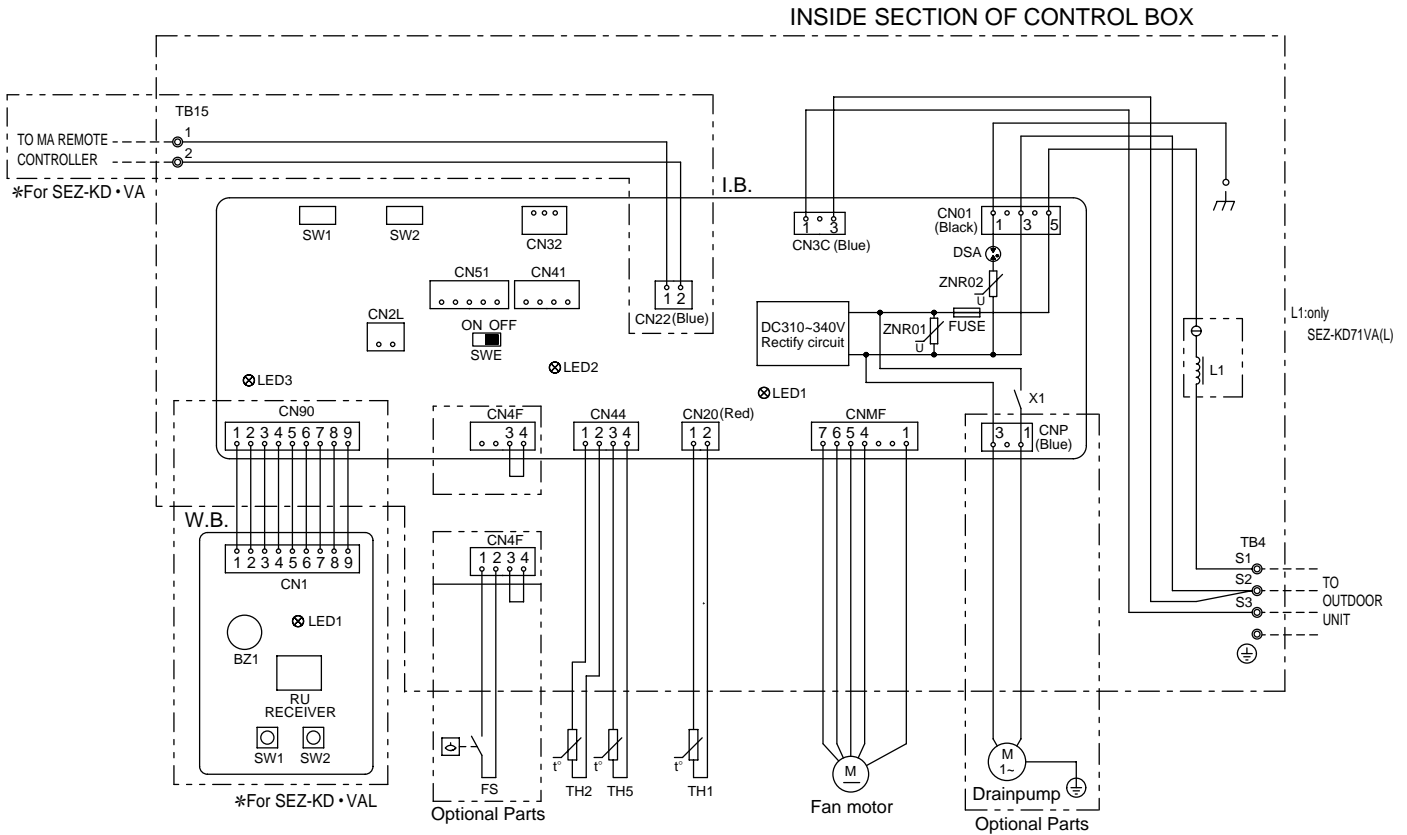 INSIDE SECTION OF CONTROL BOX
TB15
TO MA REMOTE
CONTROLLER
1
2
*For SEZ-KD•VA
I.B.
SW1
SW2
CN32
CN51
CN41
CN2L
ON OFF
SWE
1 2
CN22(Blue)
1 3
CN3C (Blue)
CN01
(Black)
1 3 5
DSA
ZNR02
U
DC310~340V
Rectify circuit
ZNR01
U
FUSE
L1:only
SEZ-KD71VA(L)
L1
LED3
LED2
LED1
X1
CN90
1 2 3 4 5 6 7 8 9
CN4F
3 4
CN44
1 2 3 4
CN20(Red)
1 2
CNMF
7 6 5 4 1
3 1
CNP
(Blue)
W.B.
1 2 3 4 5 6 7 8 9
CN1
LED1
BZ1
RU
RECEIVER
SW1
SW2
*For SEZ-KD•VAL
CN4F
1 2 3 4
FS
Optional Parts
t°
TH2
t°
TH5
t°
TH1
M
Fan motor
M
1~
Drainpump
Optional Parts
TB4
S1
S2
S3
TO
OUTDOOR
UNIT